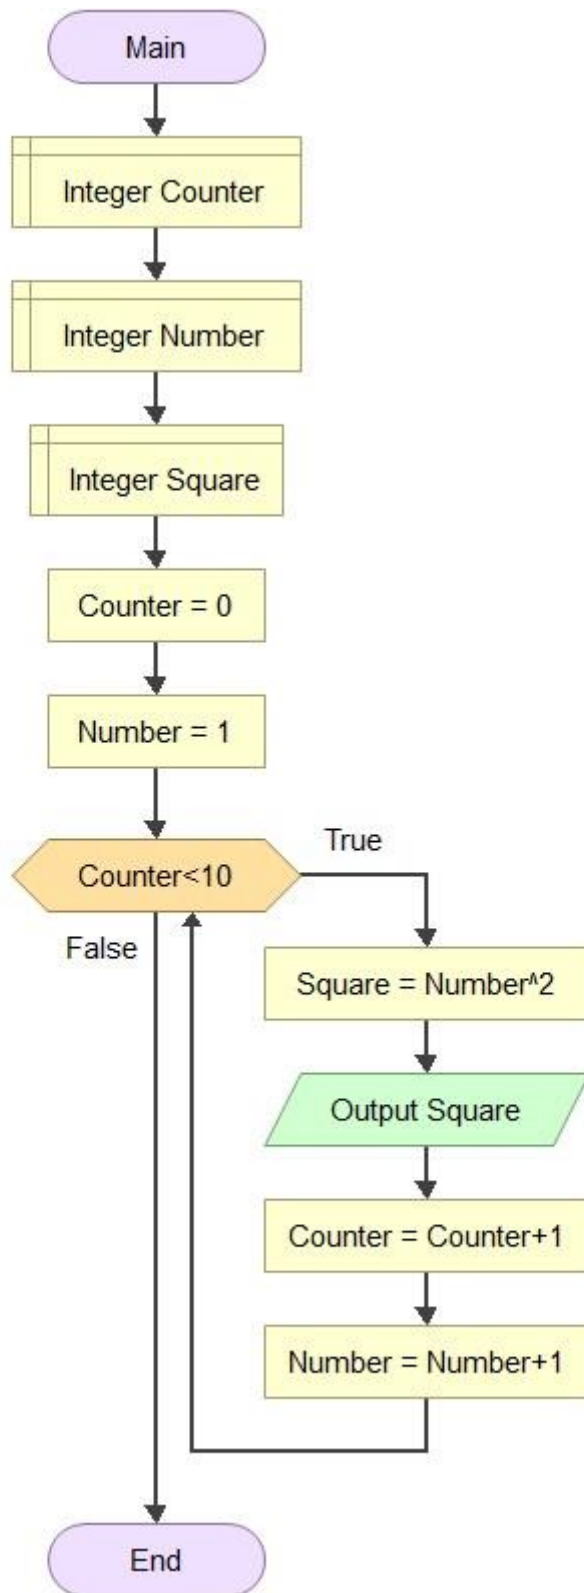 Main
Integer Counter
Integer Number
Integer Square
Counter = 0
Number = 1
Counter<10
True
False
Square = Number^2
Output Square
Counter = Counter+1
Number = Number+1
End